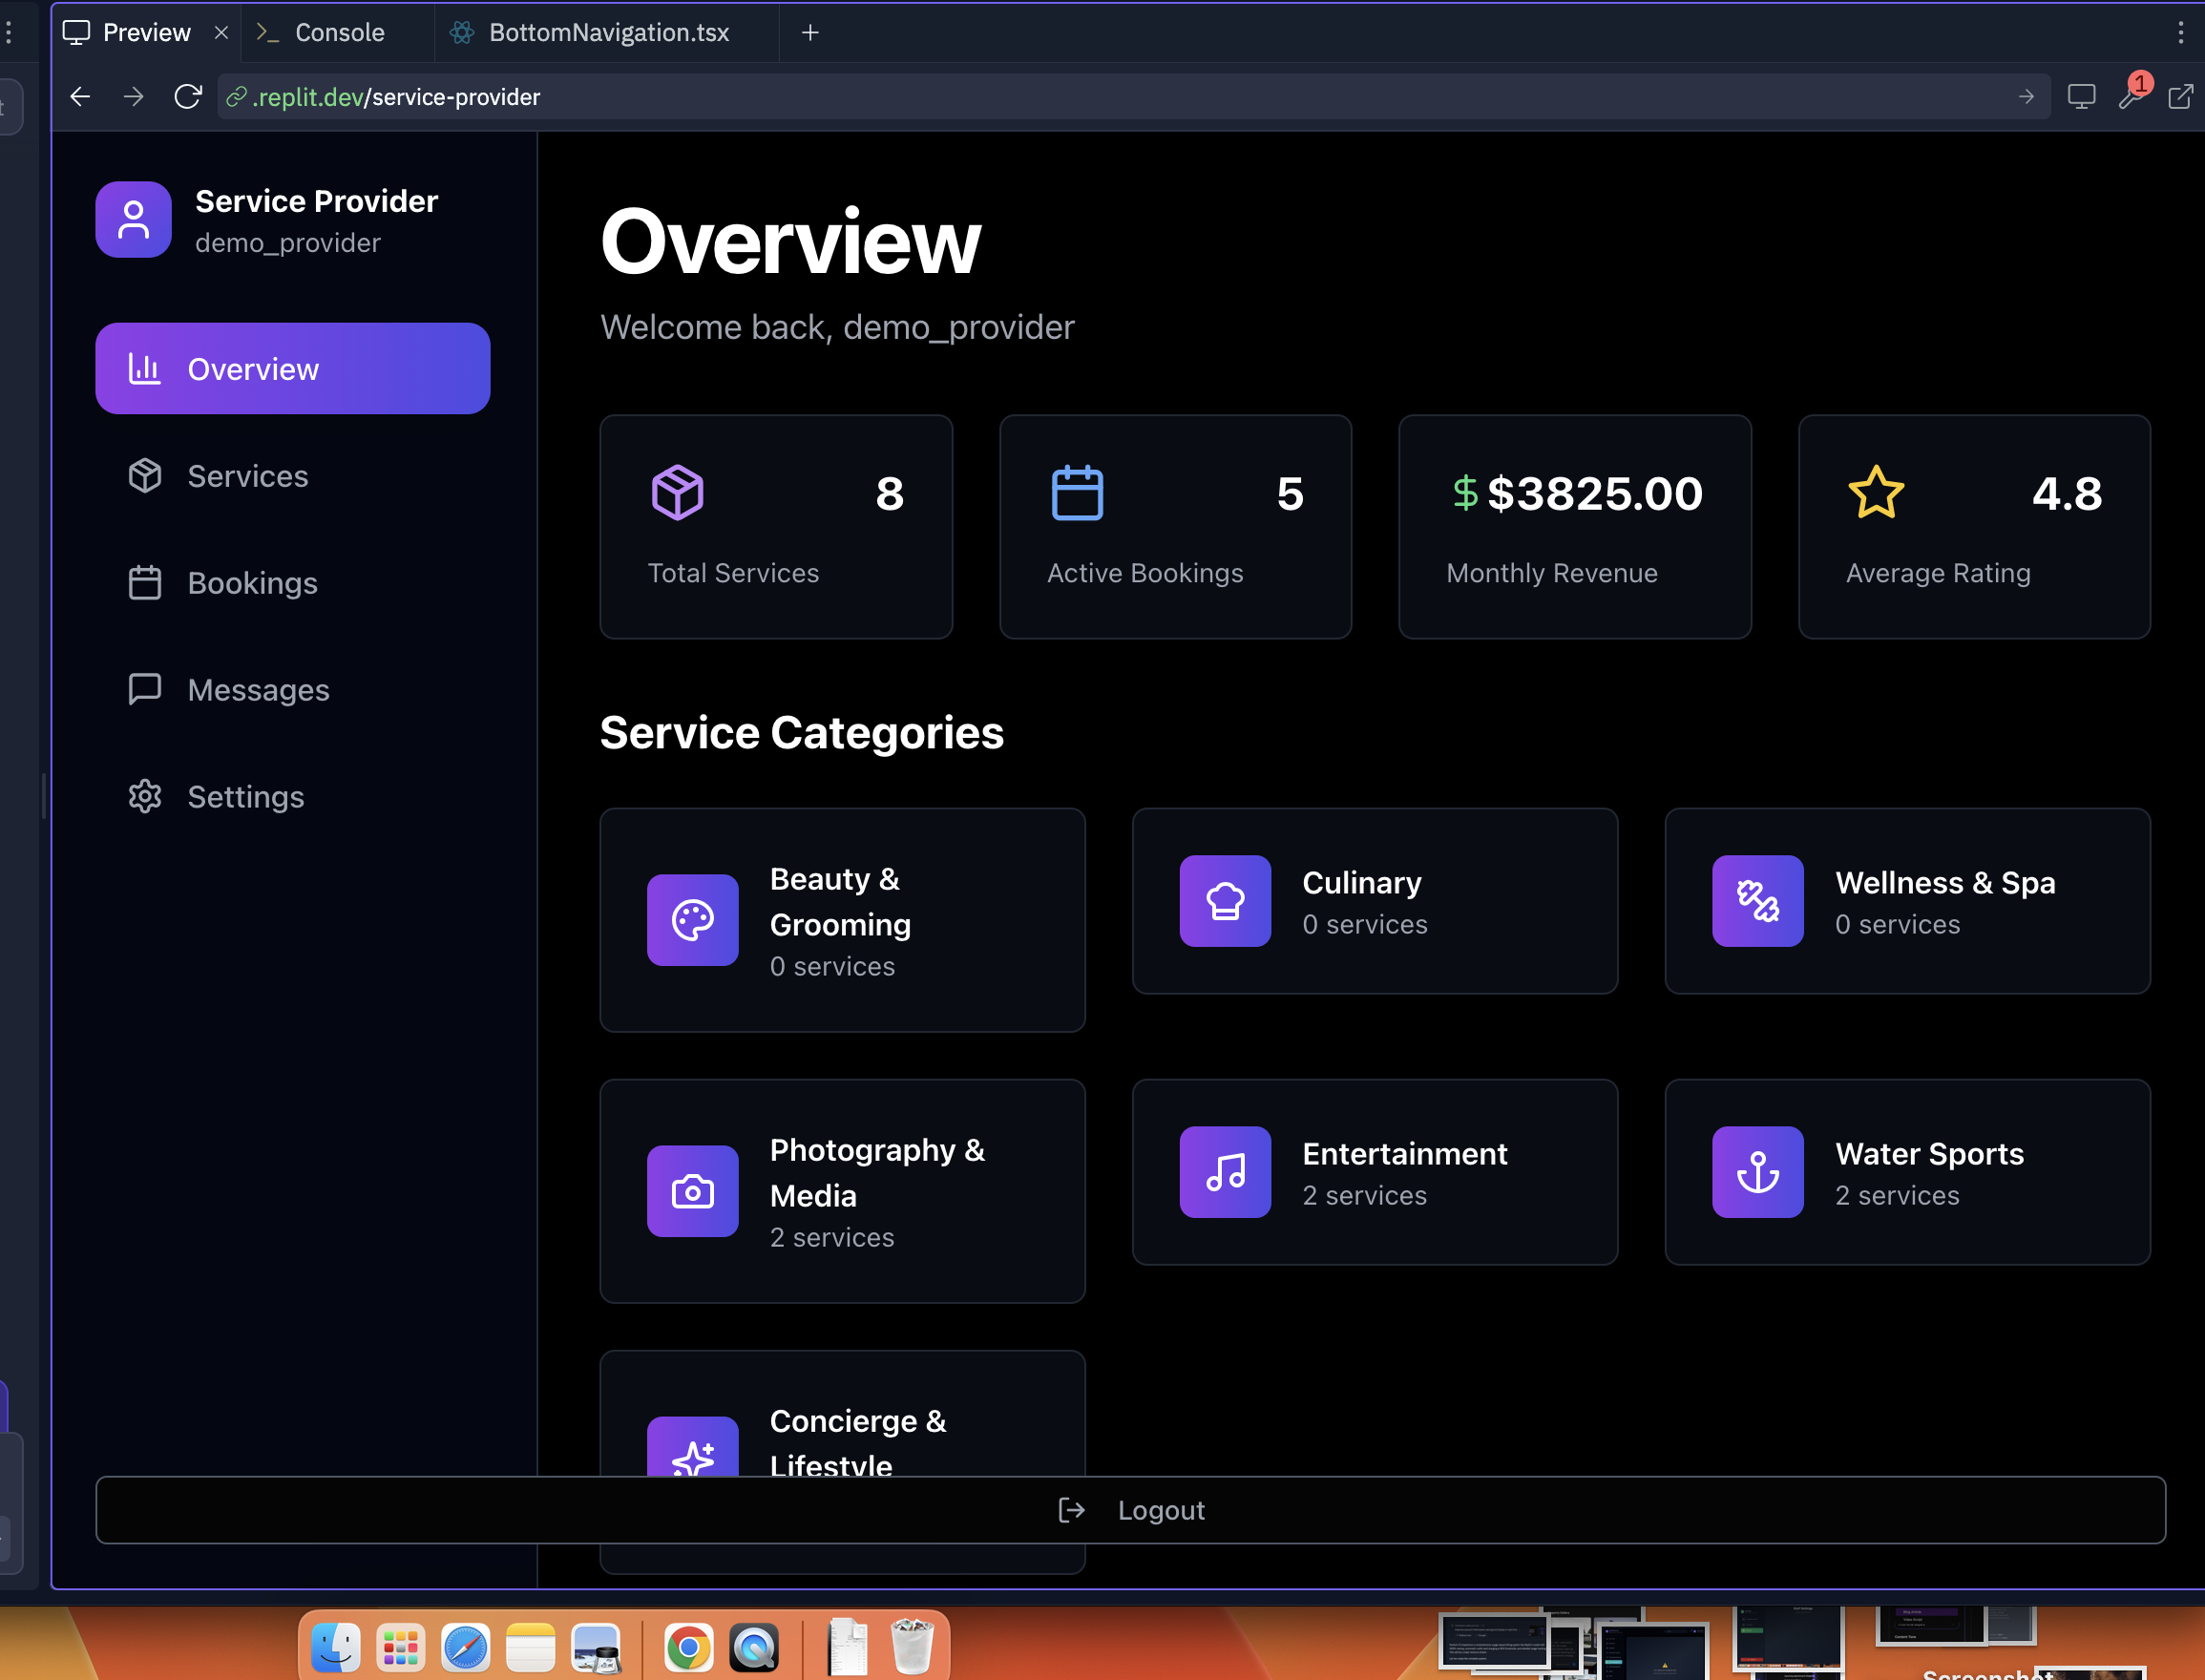 Preview
Console
BottomNavigation.tsx
.replit.dev/service-provider
1
Service Provider
demo_provider
Overview
Services
Bookings
Messages
Settings
Overview
Welcome back, demo_provider
8
Total Services
5
Active Bookings
$$3825.00
Monthly Revenue
4.8
Average Rating
Service Categories
Beauty &
Grooming
0 services
Culinary
0 services
Wellness & Spa
0 services
Photography &
Media
2 services
Entertainment
2 services
Water Sports
2 services
Concierge &
Lifestyle
Logout
Screenshot